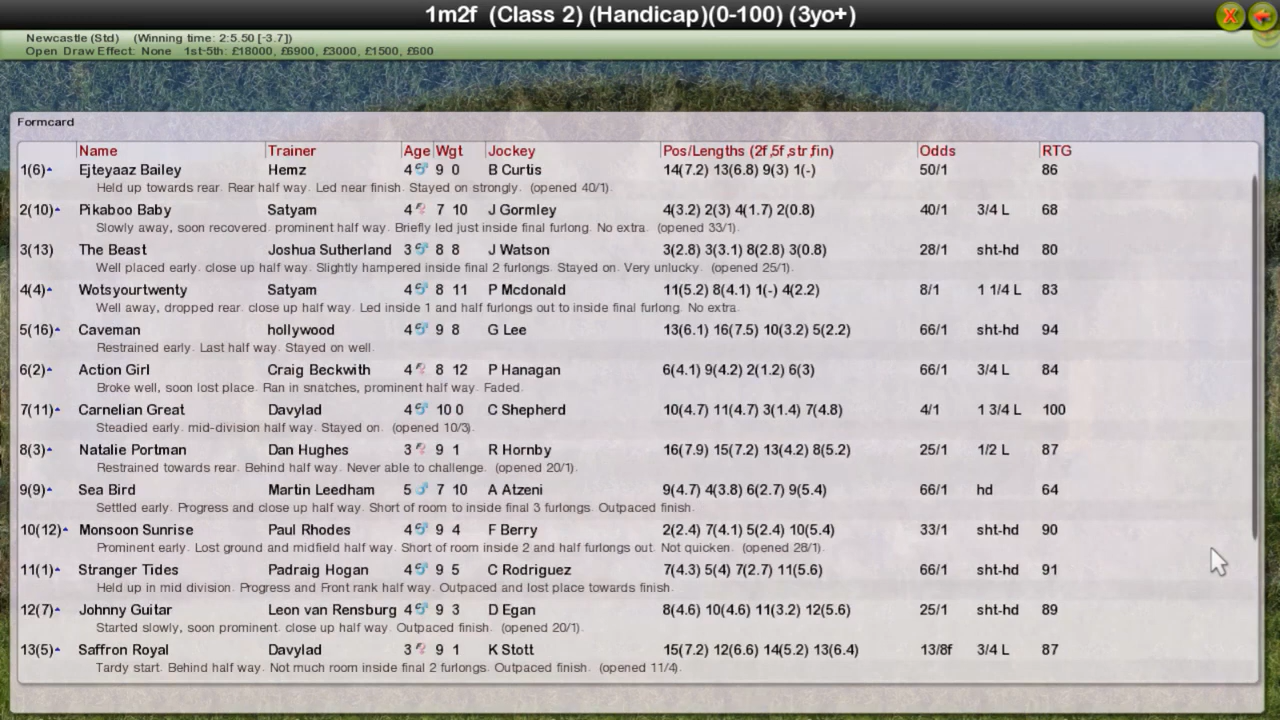 1m2f (Class 2) (Handicap)(0-100) (3yo+)
Newcastle (Std) (Winning time: 2:5.50 [-3.7])
Open Draw Effect: None 1st-5th: £18000, £6900, £3000, £1500, £600
Formcard
Name Trainer Age Wgt Jockey Pos/Lengths (2f,5f,str,fin) Odds RTG
1(6) Ejteyaaz Bailey Hemz 4 9 0 B Curtis 14(7.2) 13(6.8) 9(3) 1(-) 50/1 86
Held up towards rear. Rear half way. Led near finish. Stayed on strongly. (opened 40/1).
2(10) Pikaboo Baby Satyam 4 7 10 J Gormley 4(3.2) 2(3) 4(1.7) 2(0.8) 40/1 3/4 L 68
Slowly away, soon recovered. prominent half way. Briefly led just inside final furlong. No extra. (opened 33/1).
3(13) The Beast Joshua Sutherland 3 8 8 J Watson 3(2.8) 3(3.1) 8(2.8) 3(0.8) 28/1 sht-hd 80
Well placed early. close up half way. Slightly hampered inside final 2 furlongs. Stayed on. Very unlucky. (opened 25/1).
4(4) Wotsyourtwenty Satyam 4 8 11 P Mcdonald 11(5.2) 8(4.1) 1(-) 4(2.2) 8/1 1 1/4 L 83
Well away, dropped rear. close up half way. Led inside 1 and half furlongs out to inside final furlong. No extra.
5(16) Caveman hollywood 4 9 8 G Lee 13(6.1) 16(7.5) 10(3.2) 5(2.2) 66/1 sht-hd 94
Restrained early. Last half way. Stayed on well.
6(2) Action Girl Craig Beckwith 4 8 12 P Hanagan 6(4.1) 9(4.2) 2(1.2) 6(3) 66/1 3/4 L 84
Broke well, soon lost place. Ran in snatches, prominent half way. Faded.
7(11) Carnelian Great Davylad 4 10 0 C Shepherd 10(4.7) 11(4.7) 3(1.4) 7(4.8) 4/1 1 3/4 L 100
Steadied early. mid-division half way. Stayed on. (opened 10/3).
8(3) Natalie Portman Dan Hughes 3 9 1 R Hornby 16(7.9) 15(7.2) 13(4.2) 8(5.2) 25/1 1/2 L 87
Restrained towards rear. Behind half way. Never able to challenge. (opened 20/1).
9(9) Sea Bird Martin Leedham 5 7 10 A Atzeni 9(4.7) 4(3.8) 6(2.7) 9(5.4) 66/1 hd 64
Settled early. Progress and close up half way. Short of room to inside final 3 furlongs. Outpaced finish.
10(12) Monsoon Sunrise Paul Rhodes 4 9 4 F Berry 2(2.4) 7(4.1) 5(2.4) 10(5.4) 33/1 sht-hd 90
Prominent early. Lost ground and midfield half way. Short of room inside 2 and half furlongs out. Not quicken. (opened 28/1).
11(1) Stranger Tides Padraig Hogan 4 9 5 C Rodriguez 7(4.3) 5(4) 7(2.7) 11(5.6) 66/1 sht-hd 91
Held up in mid division. Progress and Front rank half way. Outpaced and lost place towards finish.
12(7) Johnny Guitar Leon van Rensburg 4 9 3 D Egan 8(4.6) 10(4.6) 11(3.2) 12(5.6) 25/1 sht-hd 89
Started slowly, soon prominent. close up half way. Outpaced finish. (opened 20/1).
13(5) Saffron Royal Davylad 3 9 1 K Stott 15(7.2) 12(6.6) 14(5.2) 13(6.4) 13/8f 3/4 L 87
Tardy start. Behind half way. Not much room inside final 2 furlongs. Outpaced finish. (opened 11/4).